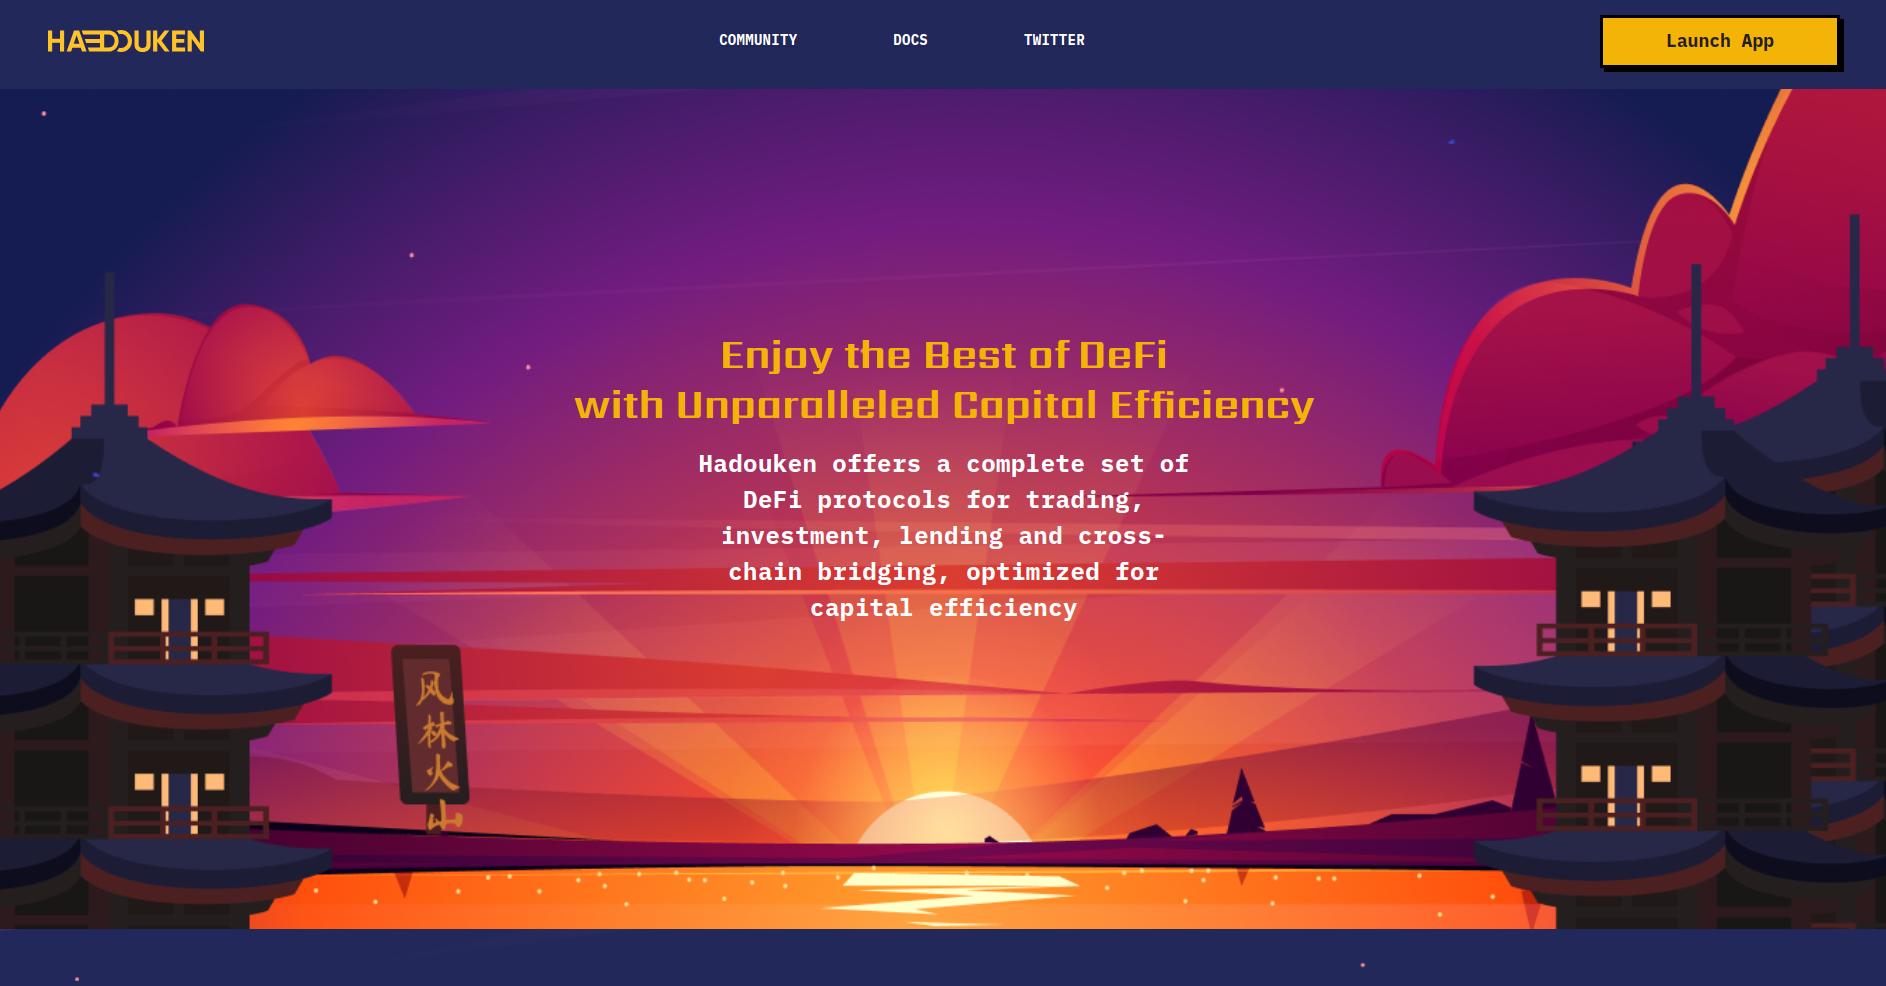 HADOUKEN
COMMUNITY
DOCS
TWITTER
Launch App
Enjoy the Best of DeFi
with Unparalleled Capital Efficiency
Hadouken offers a complete set of
DeFi protocols for trading,
investment, lending and cross-
chain bridging, optimized for
capital efficiency
风
林
火
山